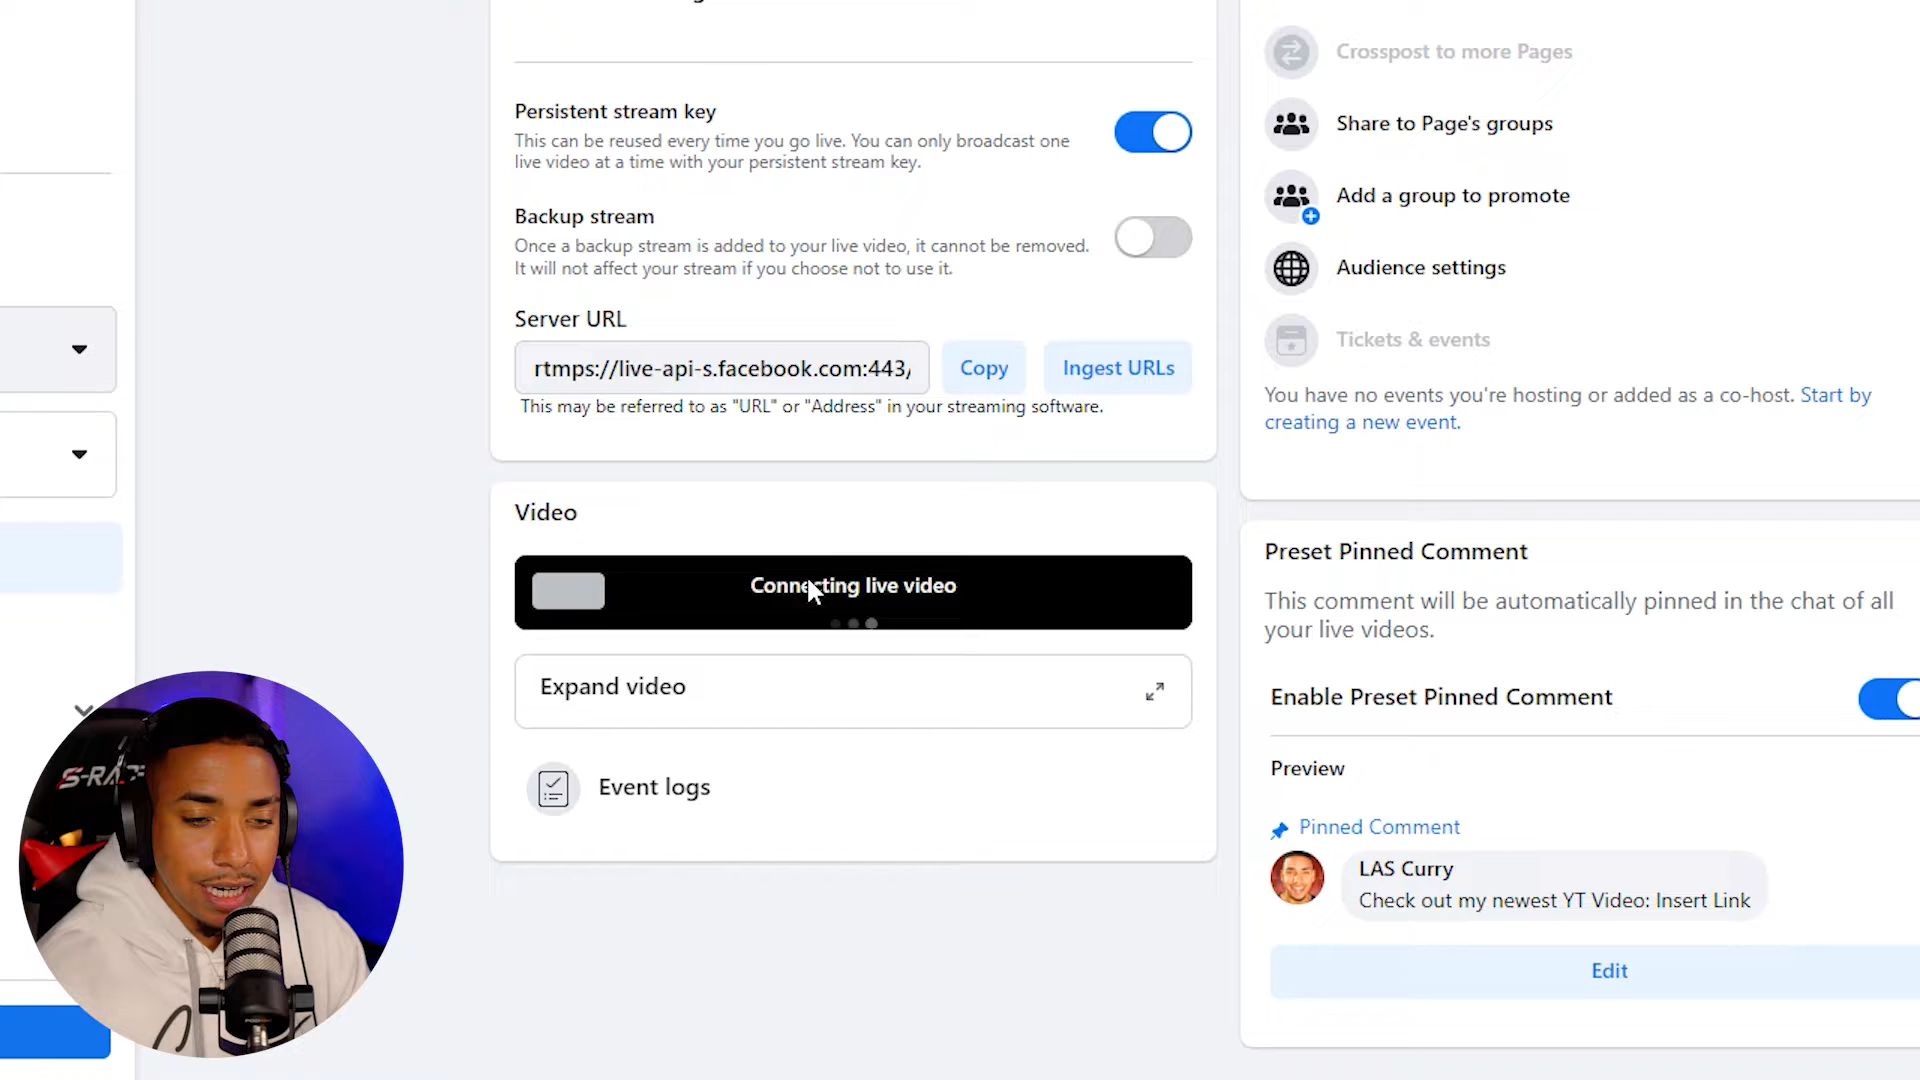 Persistent stream key
This can be reused every time you go live. You can only broadcast one
live video at a time with your persistent stream key.
Backup stream
Once a backup stream is added to your live video, it cannot be removed.
It will not affect your stream if you choose not to use it.
Server URL
rtmps://live-api-s.facebook.com:443/
Copy
Ingest URLs
This may be referred to as "URL" or "Address" in your streaming software.
Video
Connecting live video
Expand video
Event logs
Crosspost to more Pages
Share to Page's groups
Add a group to promote
Audience settings
Tickets & events
You have no events you're hosting or added as a co-host. Start by
creating a new event.
Preset Pinned Comment
This comment will be automatically pinned in the chat of all
your live videos.
Enable Preset Pinned Comment
Preview
Pinned Comment
LAS Curry
Check out my newest YT Video: Insert Link
Edit